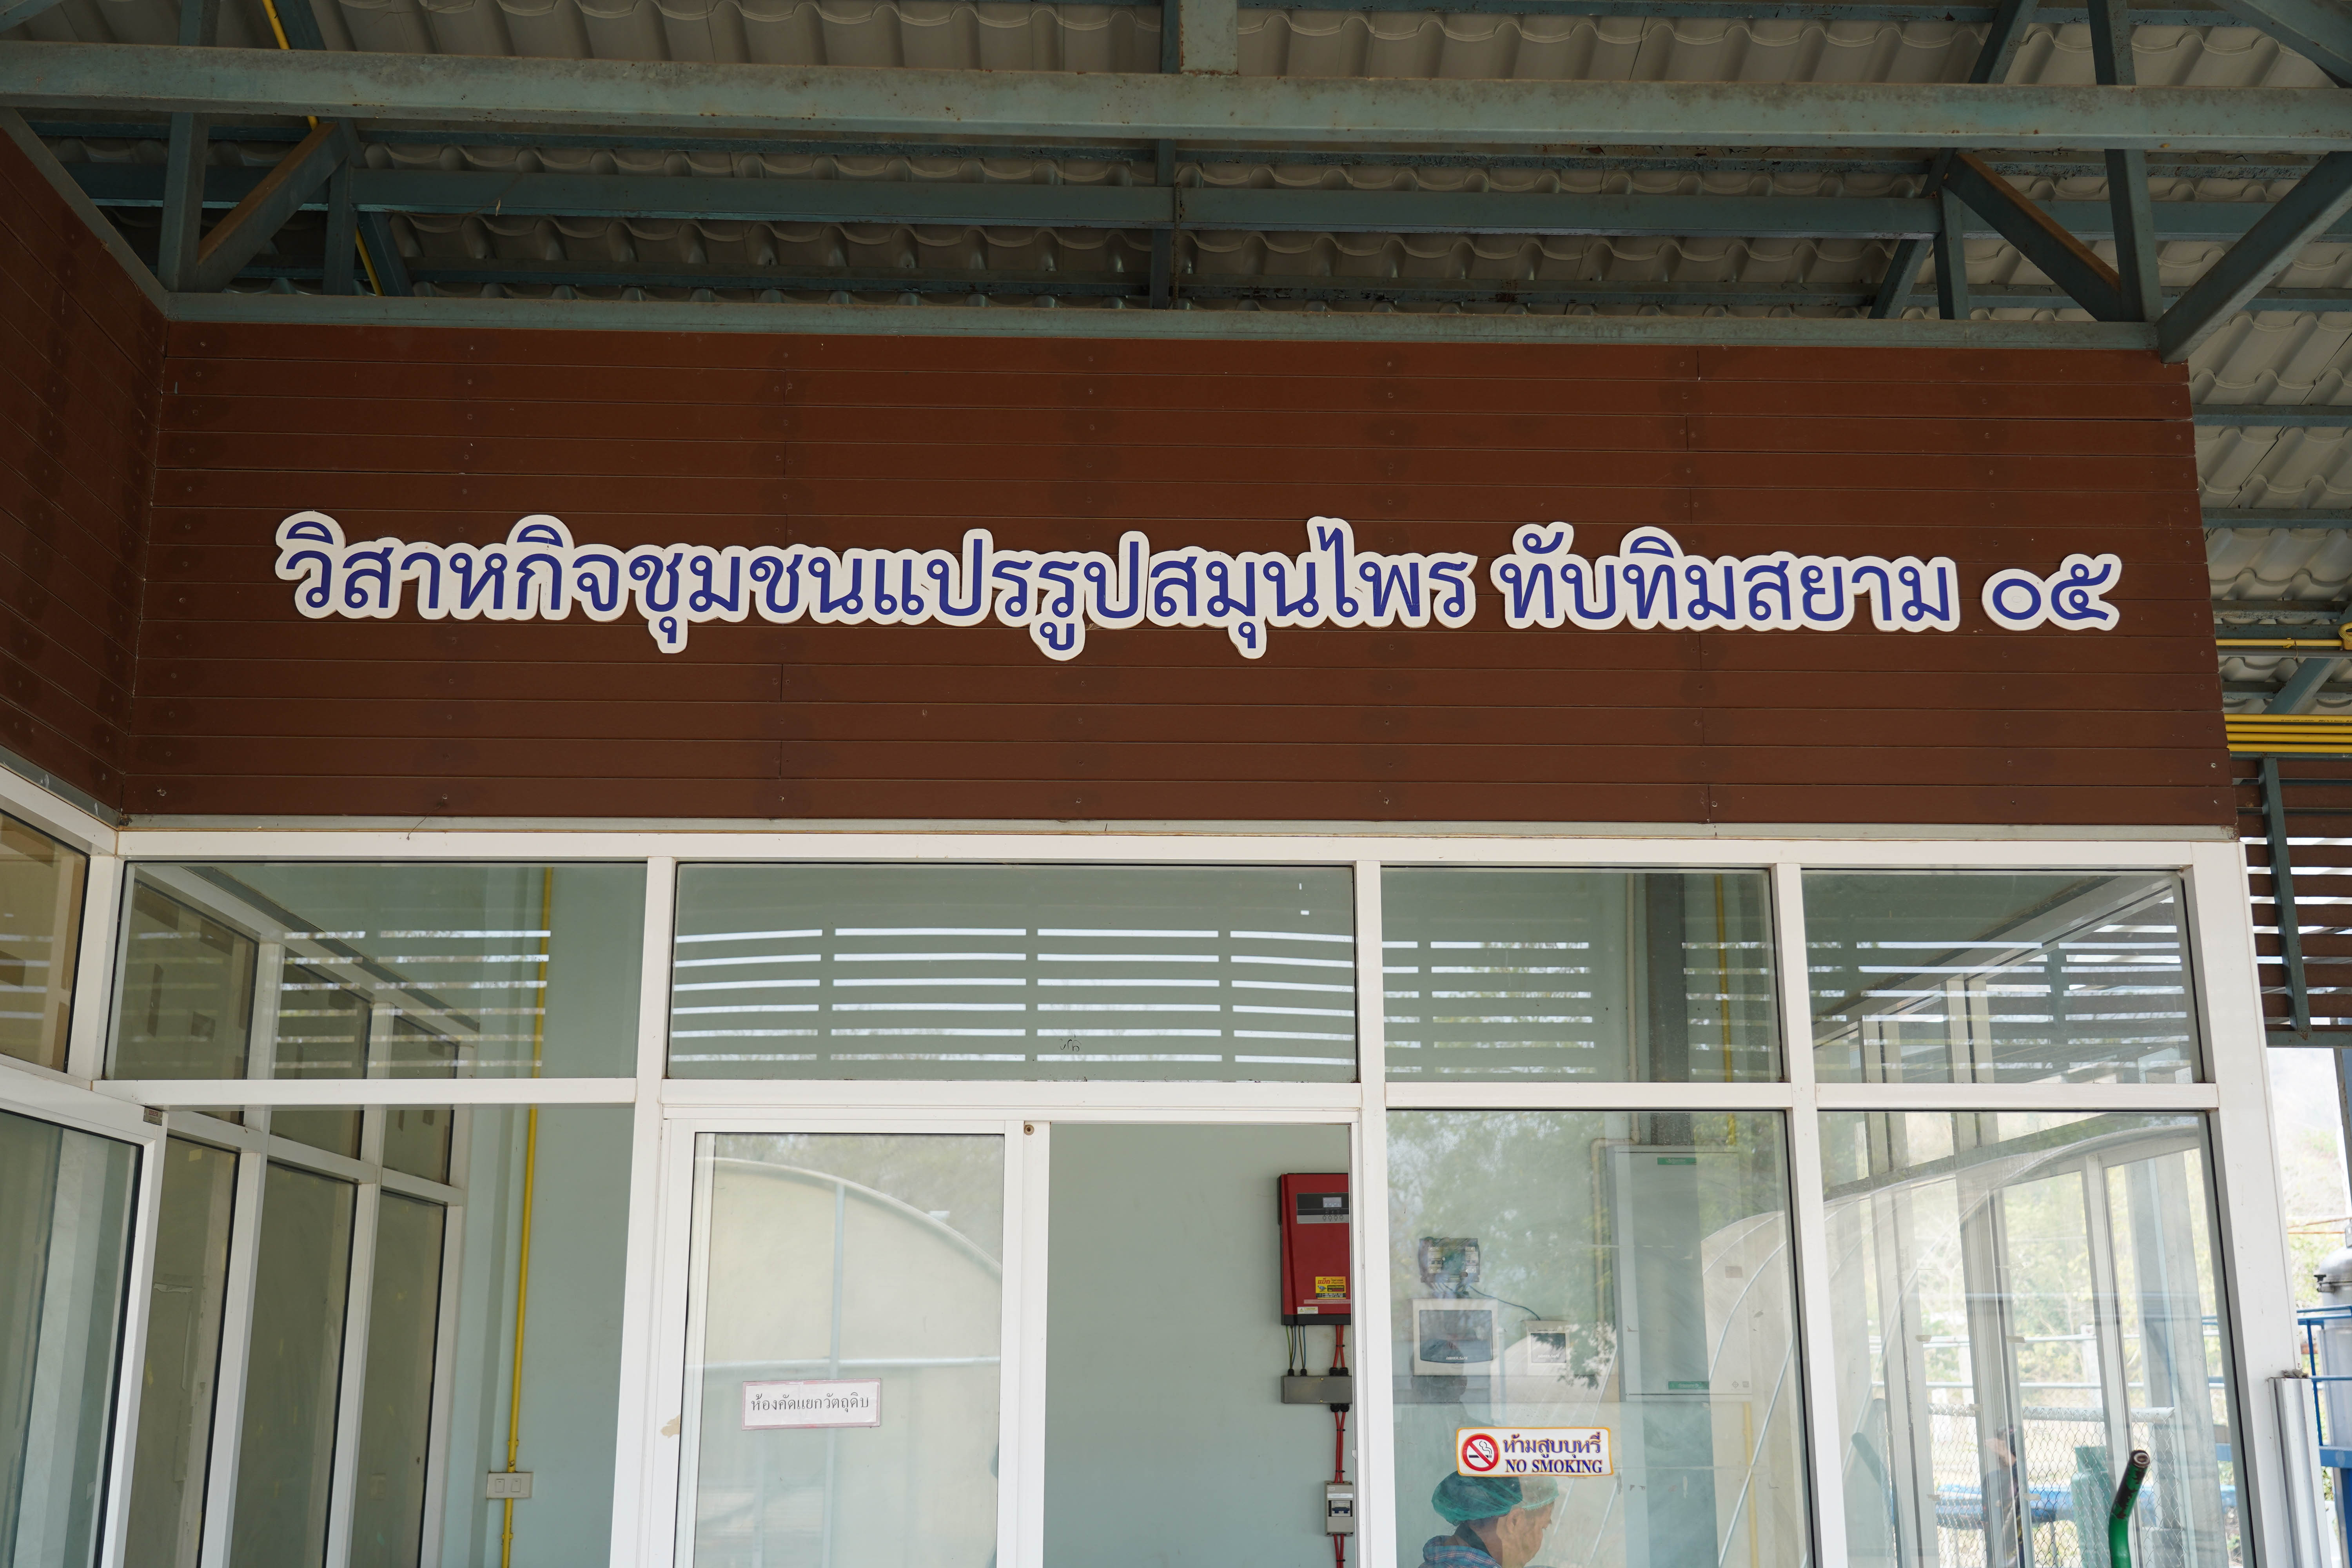 วิสาหกิจชุมชนแปรรูปสมุนไพร ทับทิมสยาม ๐๕
ห้องคัดแยกวัตถุดิบ
ห้ามสูบบุหรี่
NO SMOKING